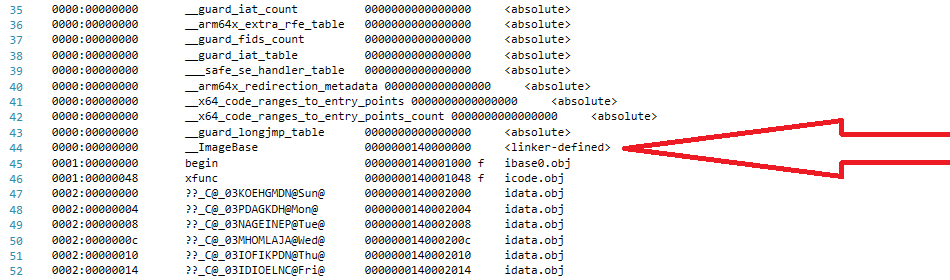 35 0000:00000000 __guard_iat_count 0000000000000000 <absolute>
36 0000:00000000 __arm64x_extra_rfe_table 0000000000000000 <absolute>
37 0000:00000000 __guard_fids_count 0000000000000000 <absolute>
38 0000:00000000 __guard_iat_table 0000000000000000 <absolute>
39 0000:00000000 ___safe_se_handler_table 0000000000000000 <absolute>
40 0000:00000000 __arm64x_redirection_metadata 0000000000000000 <absolute>
41 0000:00000000 __x64_code_ranges_to_entry_points 0000000000000000 <absolute>
42 0000:00000000 __x64_code_ranges_to_entry_points_count 0000000000000000 <absolute>
43 0000:00000000 __guard_longjmp_table 0000000000000000 <absolute>
44 0000:00000000 __ImageBase 0000000140000000 <linker-defined>
45 0001:00000000 begin 0000000140001000 f ibase0.obj
46 0001:00000048 xfunc 0000000140001048 f icode.obj
47 0002:00000000 ??_C@_03KOEHGMDN@Sun@ 0000000140002000 idata.obj
48 0002:00000004 ??_C@_03PDAGKDH@Mon@ 0000000140002004 idata.obj
49 0002:00000008 ??_C@_03NAGEINEP@Tue@ 0000000140002008 idata.obj
50 0002:0000000c ??_C@_03MHOMLAJA@Wed@ 000000014000200c idata.obj
51 0002:00000010 ??_C@_03IOFIKPDN@Thu@ 0000000140002010 idata.obj
52 0002:00000014 ??_C@_03IDIOELNC@Fri@ 0000000140002014 idata.obj